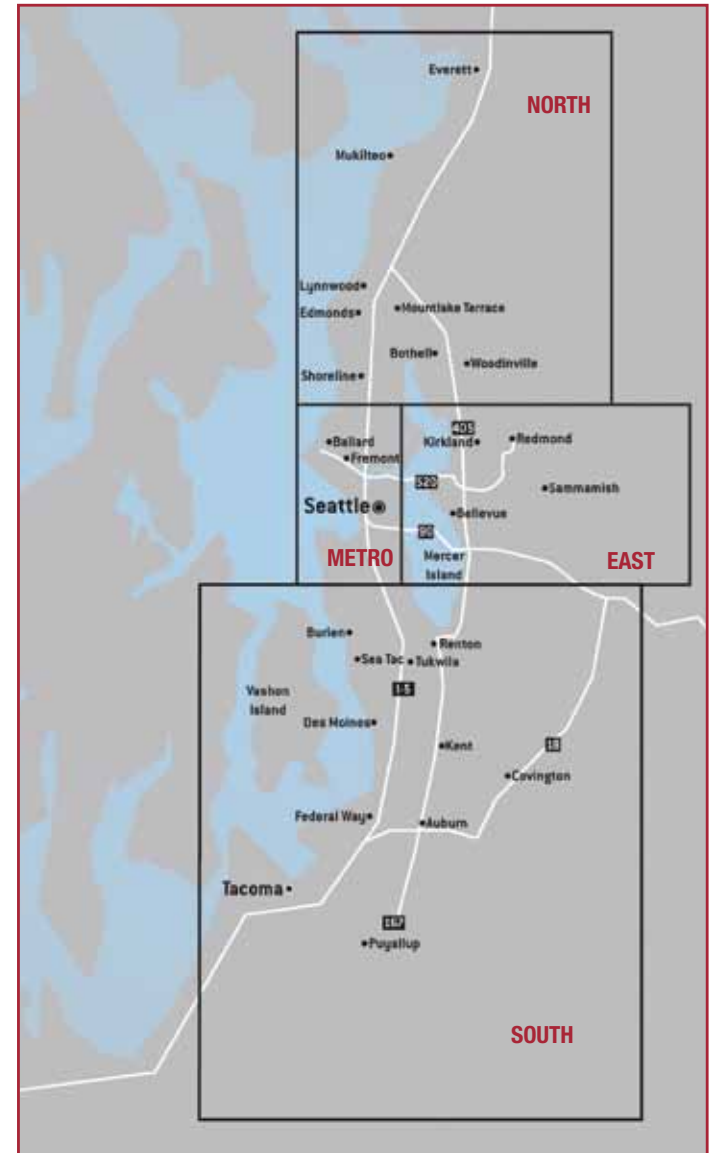 Everett
NORTH
Mukilteo
Lynnwood
Edmonds
Mountlake Terrace
Bothell
Woodinville
Shoreline
405
Ballard
Kirkland
Redmond
Fremont
520
Sammamish
Seattle
Bellevue
90
METRO
Mercer
Island
EAST
Burien
Renton
Sea Tac
Tukwila
I-5
Vashon
Island
Des Moines
Kent
18
Covington
Federal Way
Auburn
Tacoma
167
Puyallup
SOUTH